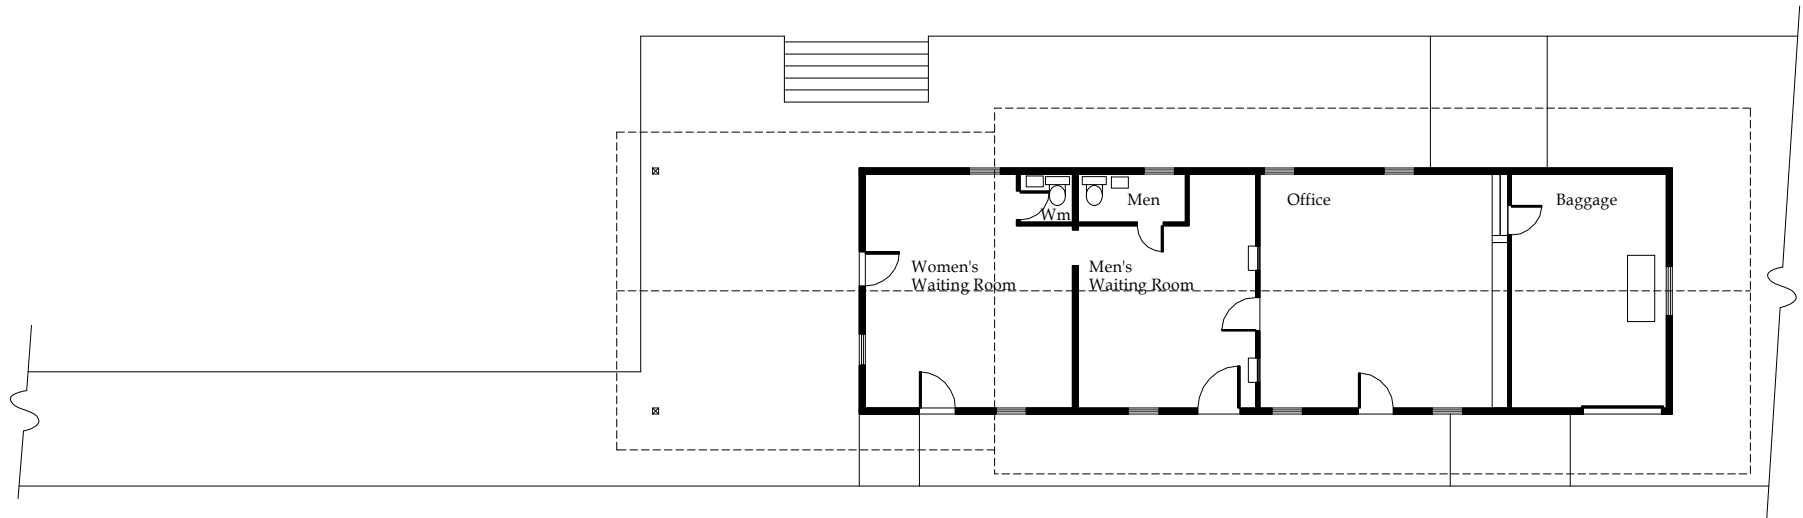 Men
Office
Baggage
Wm
Women's
Waiting Room
Men's
Waiting Room